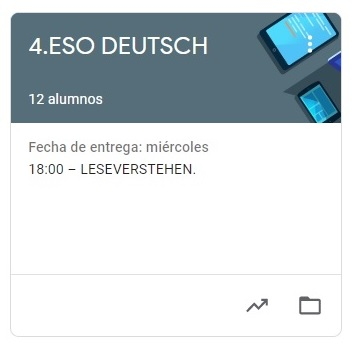 4.ESO DEUTSCH
12 alumnos
Fecha de entrega: miércoles
18:00 – LESEVERSTEHEN.